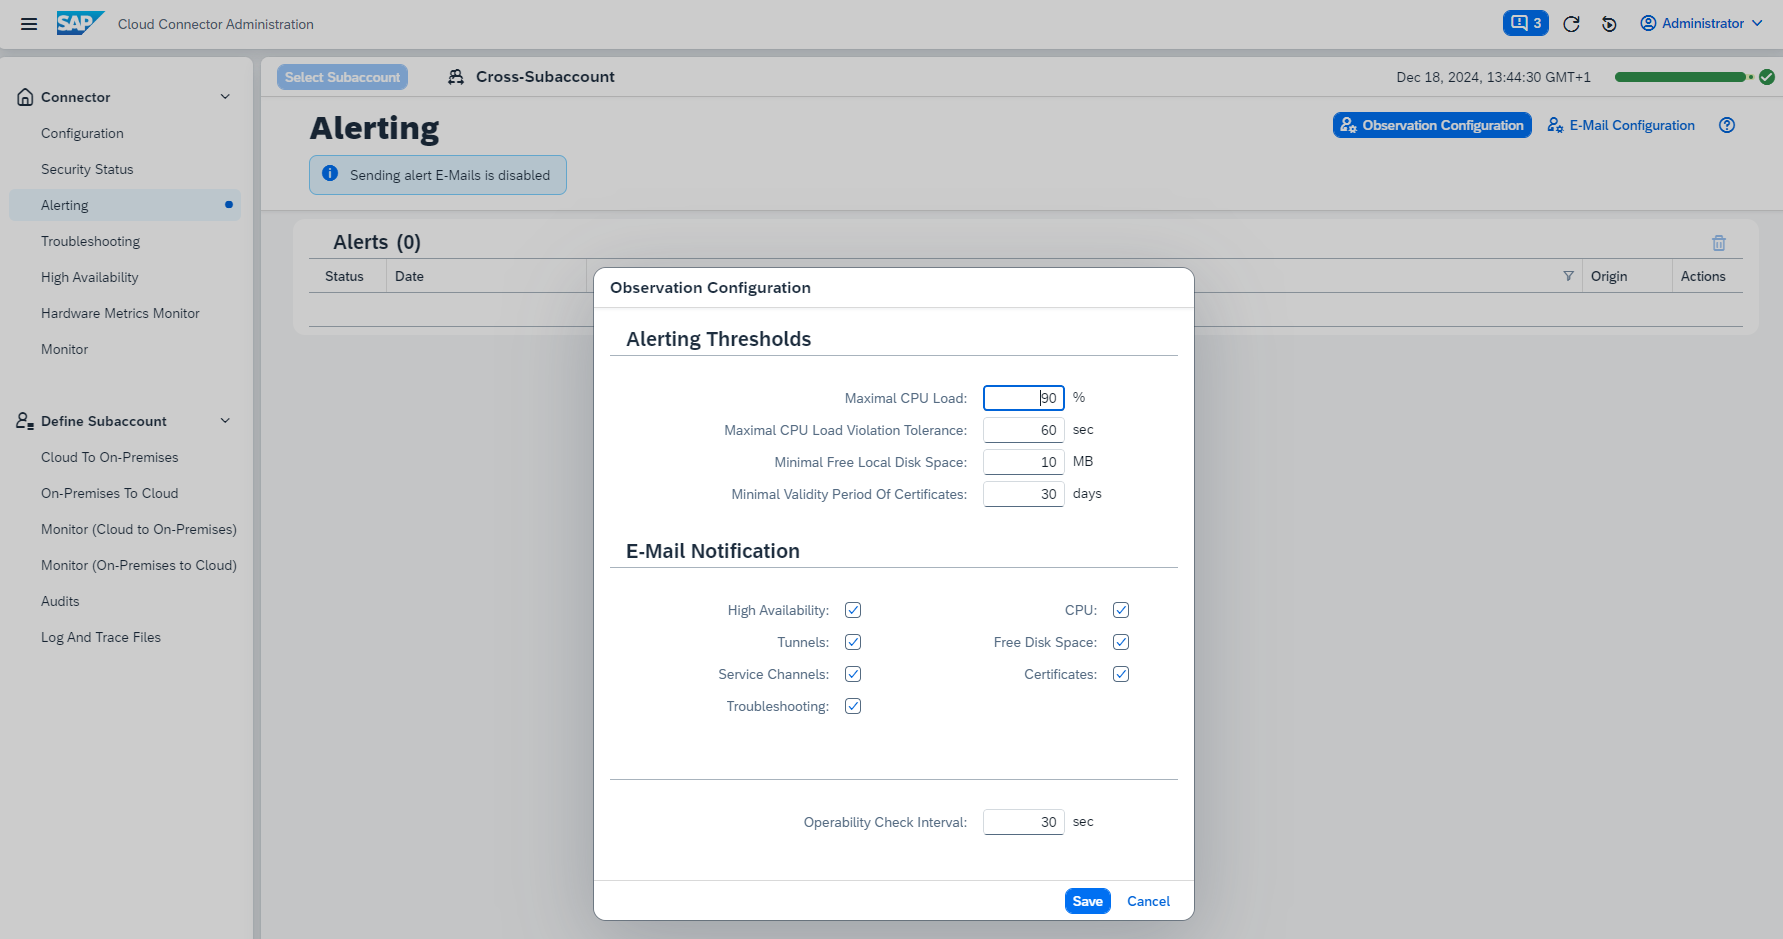 SAP Cloud Connector Administration
3
Administrator
Connector
Configuration
Security Status
Alerting
Troubleshooting
High Availability
Hardware Metrics Monitor
Monitor
Define Subaccount
Cloud To On-Premises
On-Premises To Cloud
Monitor (Cloud to On-Premises)
Monitor (On-Premises to Cloud)
Audits
Log And Trace Files
Select Subaccount
Cross-Subaccount
Dec 18, 2024, 13:44:30 GMT+1
Alerting
Observation Configuration
E-Mail Configuration
Sending alert E-Mails is disabled
Alerts (0)
Status Date Origin Actions
Observation Configuration
Alerting Thresholds
Maximal CPU Load: 90 %
Maximal CPU Load Violation Tolerance: 60 sec
Minimal Free Local Disk Space: 10 MB
Minimal Validity Period Of Certificates: 30 days
E-Mail Notification
High Availability: CPU:
Tunnels: Free Disk Space:
Service Channels: Certificates:
Troubleshooting:
Operability Check Interval: 30 sec
Save Cancel